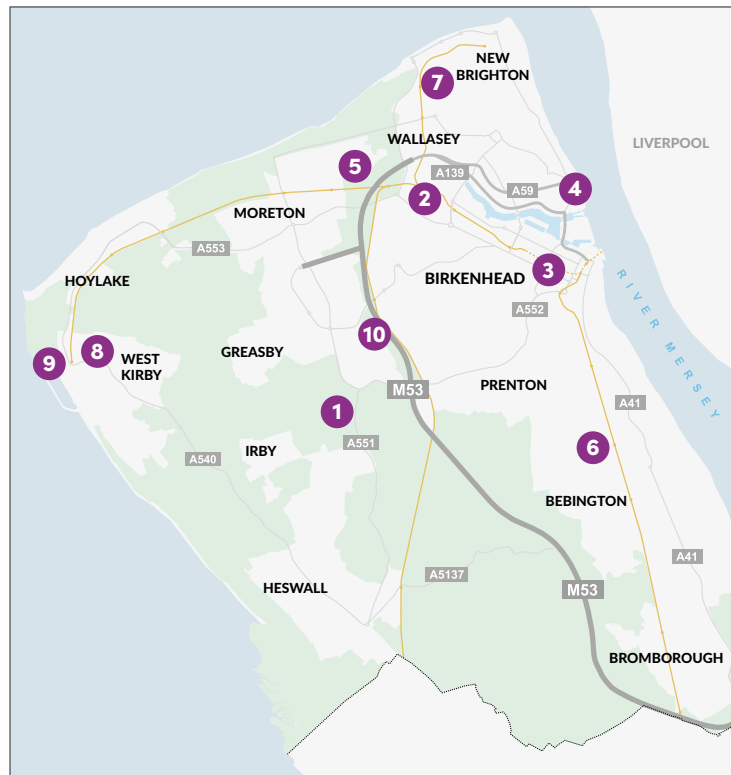 NEW
BRIGHTON
7
WALLASEY
LIVERPOOL
5
A139
2
A59
4
MORETON
A553
HOYLAKE
BIRKENHEAD
3
A552
RIVER MERSEY
10
9
8
WEST
KIRBY
GREASBY
M53
PRENTON
1
A41
A551
IRBY
A540
6
BEBINGTON
HESWALL
A5137
M53
A41
BROMBOROUGH